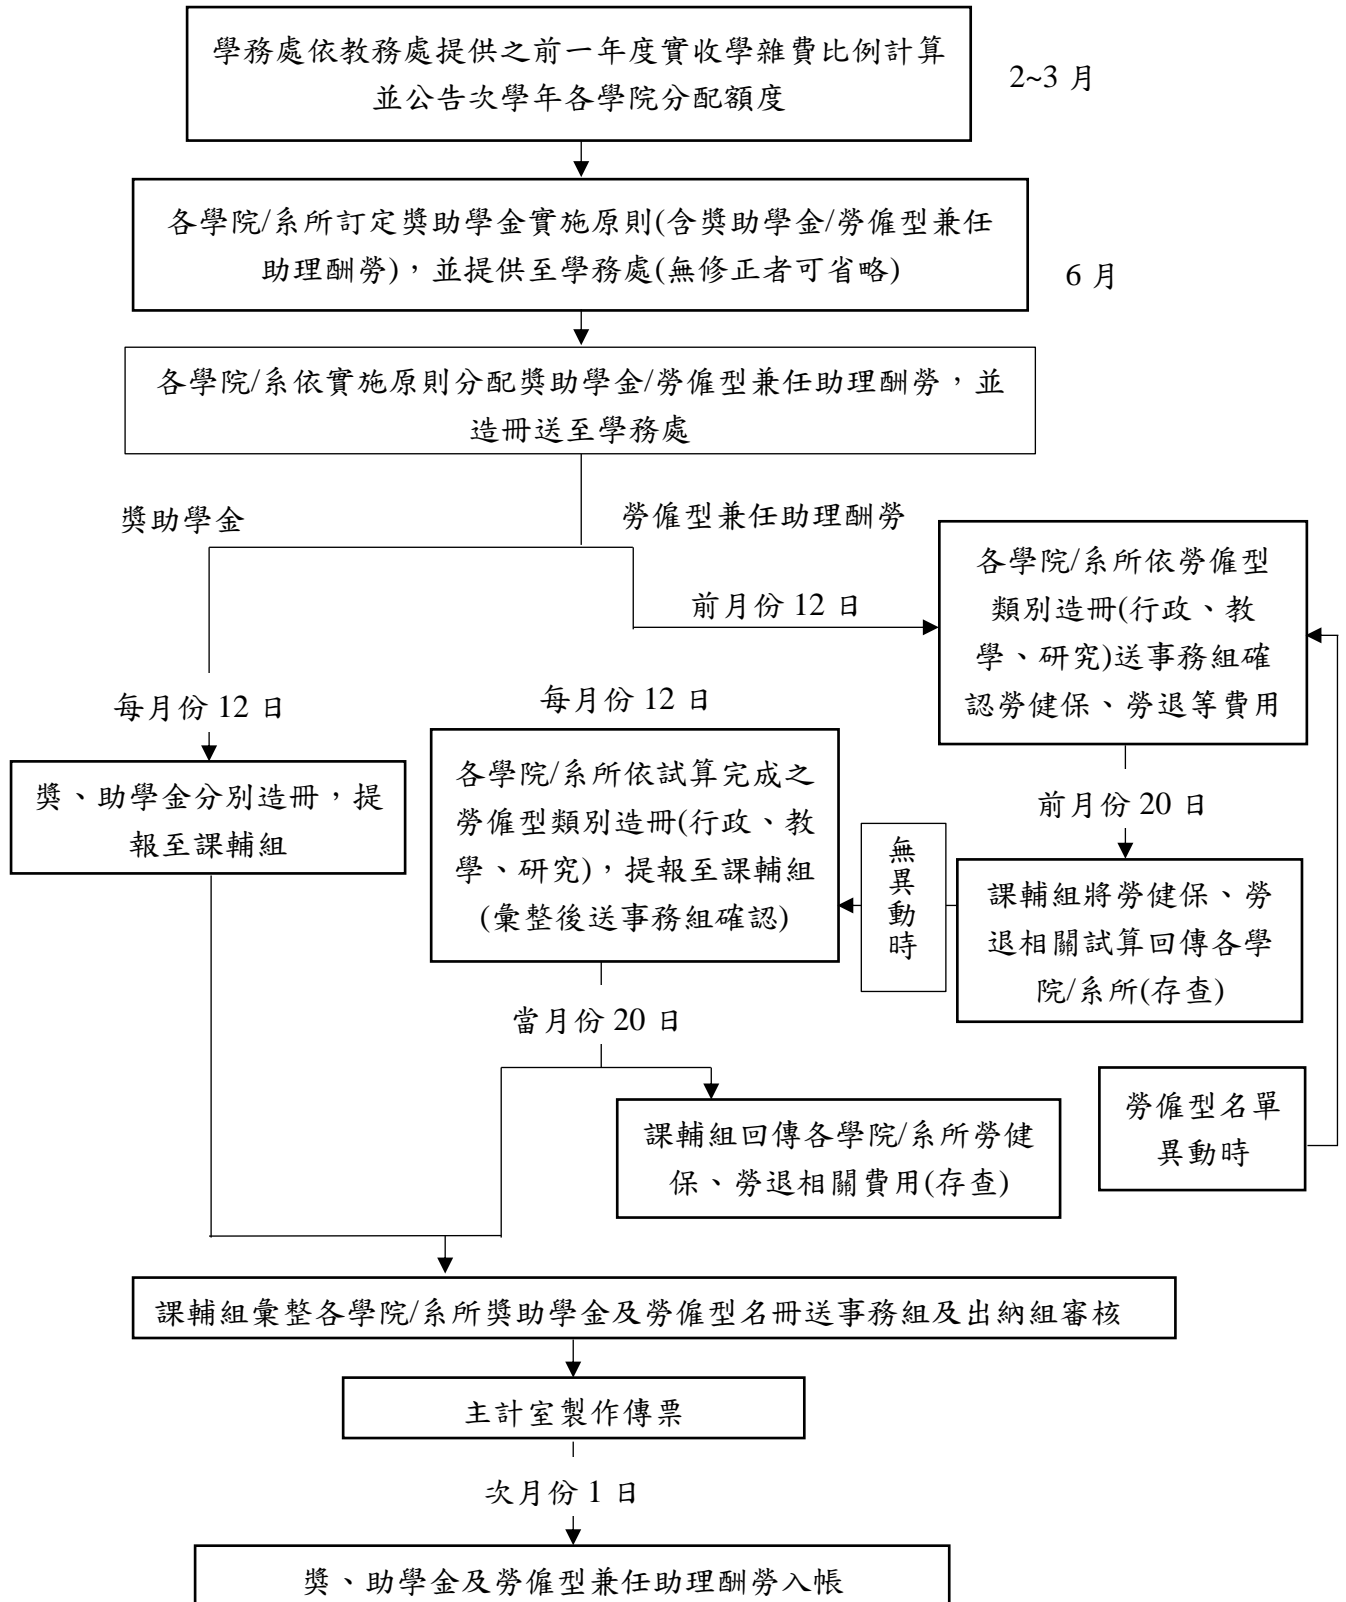 學務處依教務處提供之前一年度實收學雜費比例計算
並公告次學年各學院分配額度
2~3 月
各學院/系所訂定獎助學金實施原則(含獎助學金/勞僱型兼任
助理酬勞)，並提供至學務處(無修正者可省略)
6 月
各學院/系依實施原則分配獎助學金/勞僱型兼任助理酬勞，並
造冊送至學務處
獎助學金
勞僱型兼任助理酬勞
前月份 12 日
各學院/系所依勞僱型
類別造冊(行政、教
學、研究)送事務組確
認勞健保、勞退等費用
每月份 12 日
獎、助學金分別造冊，提
報至課輔組
每月份 12 日
各學院/系所依試算完成之
勞僱型類別造冊(行政、教
學、研究)，提報至課輔組
(彙整後送事務組確認)
無異動時
前月份 20 日
課輔組將勞健保、勞
退相關試算回傳各學
院/系所(存查)
當月份 20 日
課輔組回傳各學院/系所勞健
保、勞退相關費用(存查)
勞僱型名單
異動時
課輔組彙整各學院/系所獎助學金及勞僱型名冊送事務組及出納組審核
主計室製作傳票
次月份 1 日
獎、助學金及勞僱型兼任助理酬勞入帳